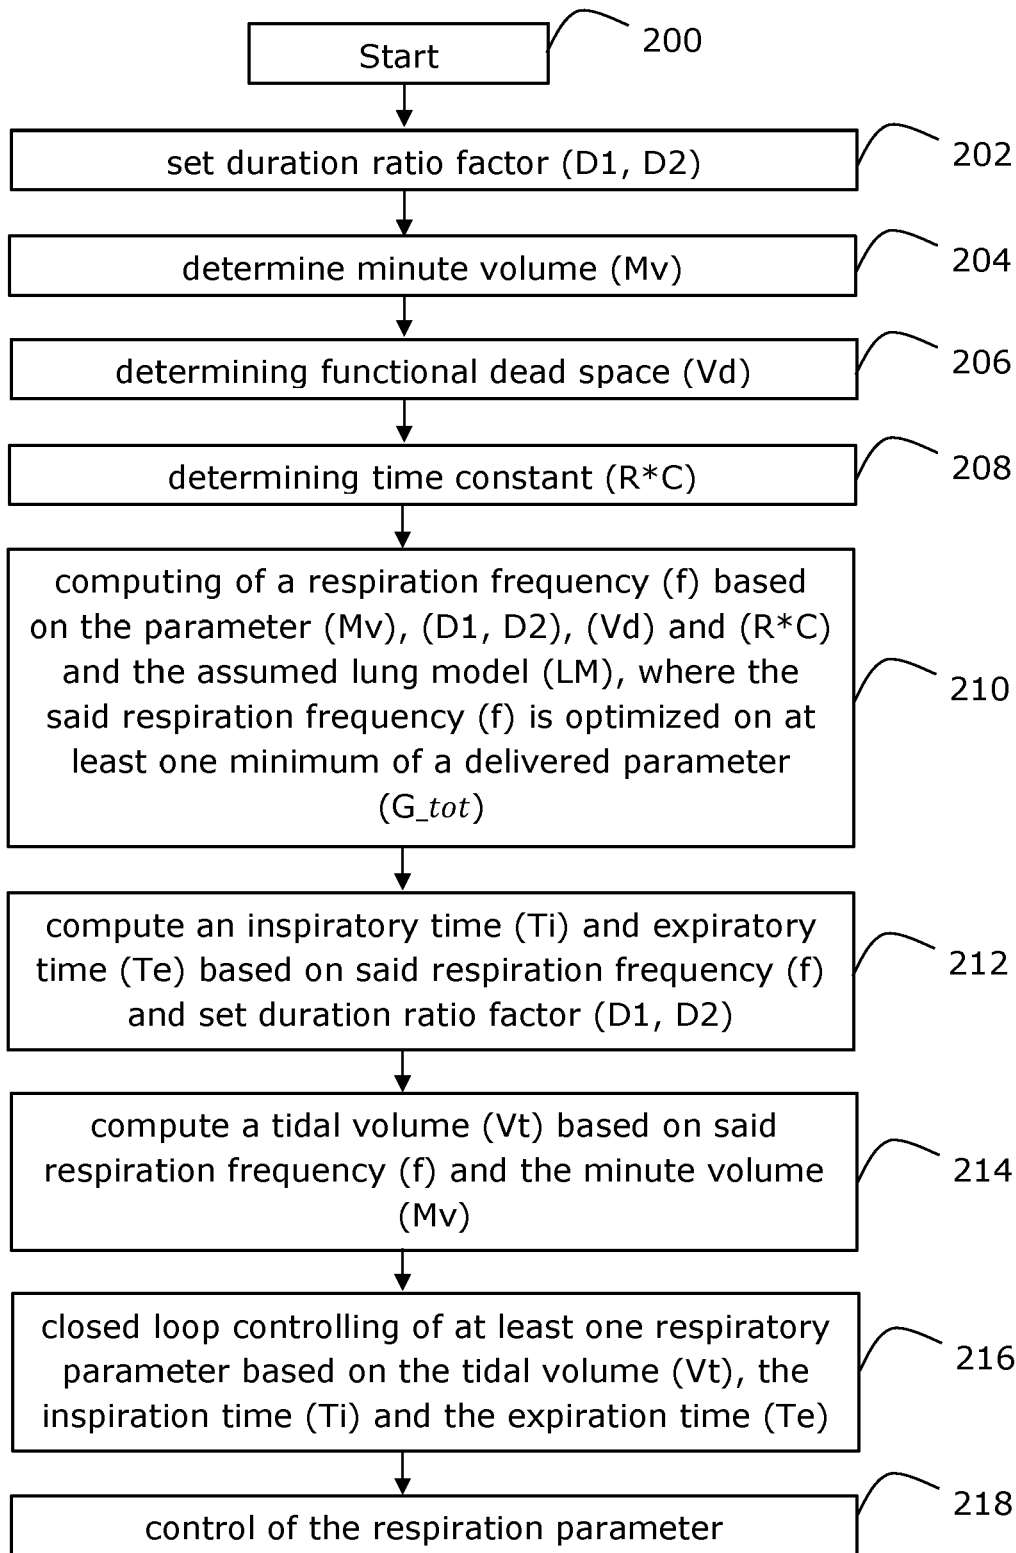 Start
200
set duration ratio factor (D1, D2)
202
determine minute volume (Mv)
204
determining functional dead space (Vd)
206
determining time constant (R*C)
208
computing of a respiration frequency (f) based
on the parameter (Mv), (D1, D2), (Vd) and (R*C)
and the assumed lung model (LM), where the
said respiration frequency (f) is optimized on at
least one minimum of a delivered parameter
(G_tot)
210
compute an inspiratory time (Ti) and expiratory
time (Te) based on said respiration frequency (f)
and set duration ratio factor (D1, D2)
212
compute a tidal volume (Vt) based on said
respiration frequency (f) and the minute volume
(Mv)
214
closed loop controlling of at least one respiratory
parameter based on the tidal volume (Vt), the
inspiration time (Ti) and the expiration time (Te)
216
control of the respiration parameter
218